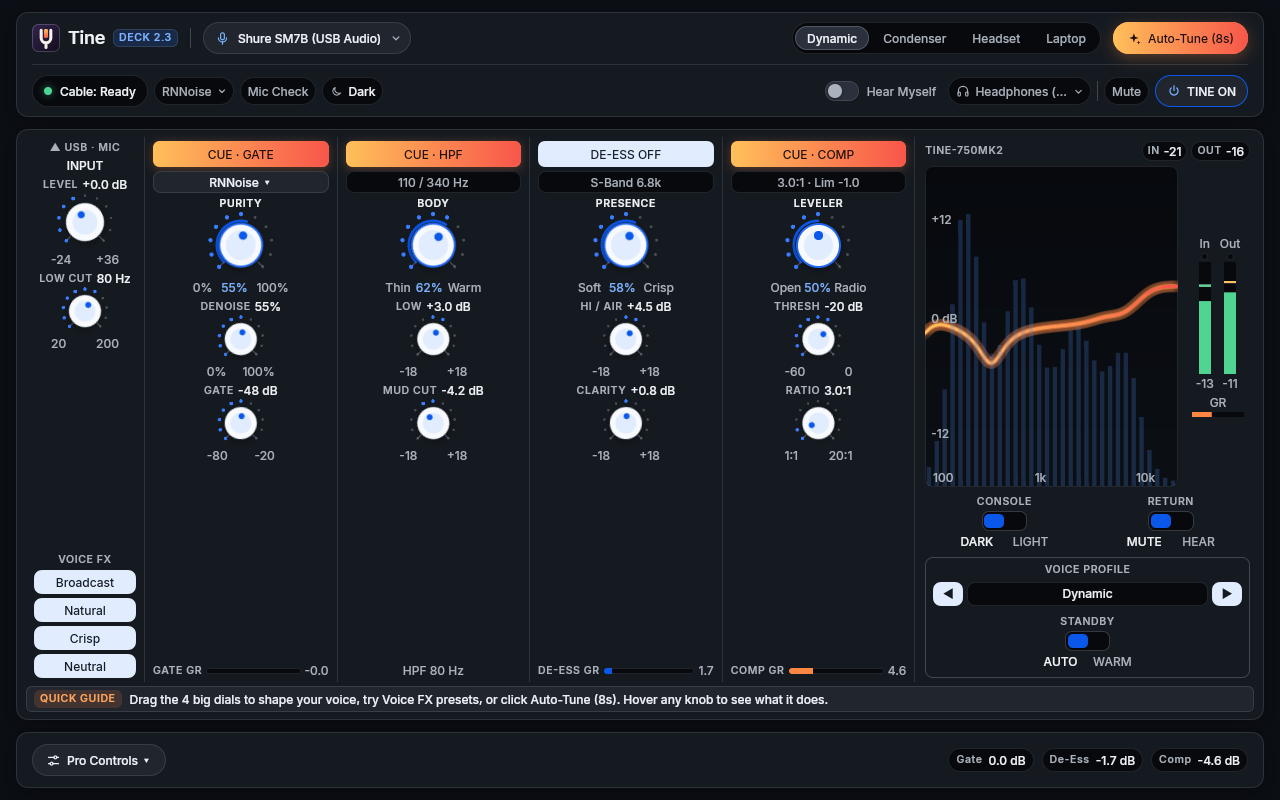 Tine DECK 2.3 Shure SM7B (USB Audio) Dynamic Condenser Headset Laptop Auto-Tune (8s)
Cable: Ready RNNoise Mic Check Dark Hear Myself Headphones (... Mute TINE ON
USB · MIC
INPUT
LEVEL +0.0 dB
-24 +36
LOW CUT 80 Hz
20 200
VOICE FX
Broadcast
Natural
Crisp
Neutral
CUE · GATE
RNNoise
PURITY
0% 55% 100%
DENOISE 55%
0% 100%
GATE -48 dB
-80 -20
GATE GR -0.0
CUE · HPF
110 / 340 Hz
BODY
Thin 62% Warm
LOW +3.0 dB
-18 +18
MUD CUT -4.2 dB
-18 +18
HPF 80 Hz
DE-ESS OFF
S-Band 6.8k
PRESENCE
Soft 58% Crisp
HI / AIR +4.5 dB
-18 +18
CLARITY +0.8 dB
-18 +18
DE-ESS GR 1.7
CUE · COMP
3.0:1 · Lim -1.0
LEVELER
Open 50% Radio
THRESH -20 dB
-60 0
RATIO 3.0:1
1:1 20:1
COMP GR 4.6
TINE-750MK2 IN -21 OUT -16
+12
0 dB
-12
100 1k 10k
In Out
-13 -11
GR
CONSOLE RETURN
DARK LIGHT MUTE HEAR
VOICE PROFILE
Dynamic
STANDBY
AUTO WARM
QUICK GUIDE Drag the 4 big dials to shape your voice, try Voice FX presets, or click Auto-Tune (8s). Hover any knob to see what it does.
Pro Controls Gate 0.0 dB De-Ess -1.7 dB Comp -4.6 dB